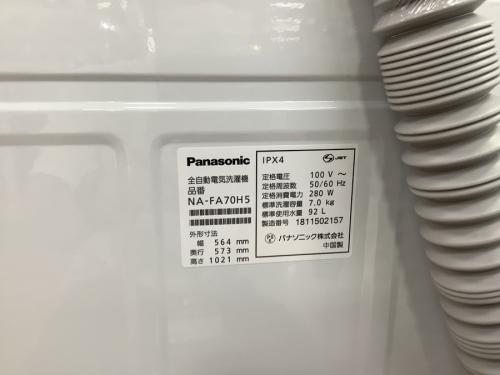 Panasonic
全自動電気洗濯機
品番
NA-FA70H5
外形寸法
幅 564 mm
奥行 573 mm
高さ 1021 mm
IPX4
JET
定格電圧 100 V ～
定格周波数 50/60 Hz
定格消費電力 280 W
標準洗濯容量 7.0 kg
標準使用水量 92 L
製造番号 1811502157
パナソニック株式会社
中国製